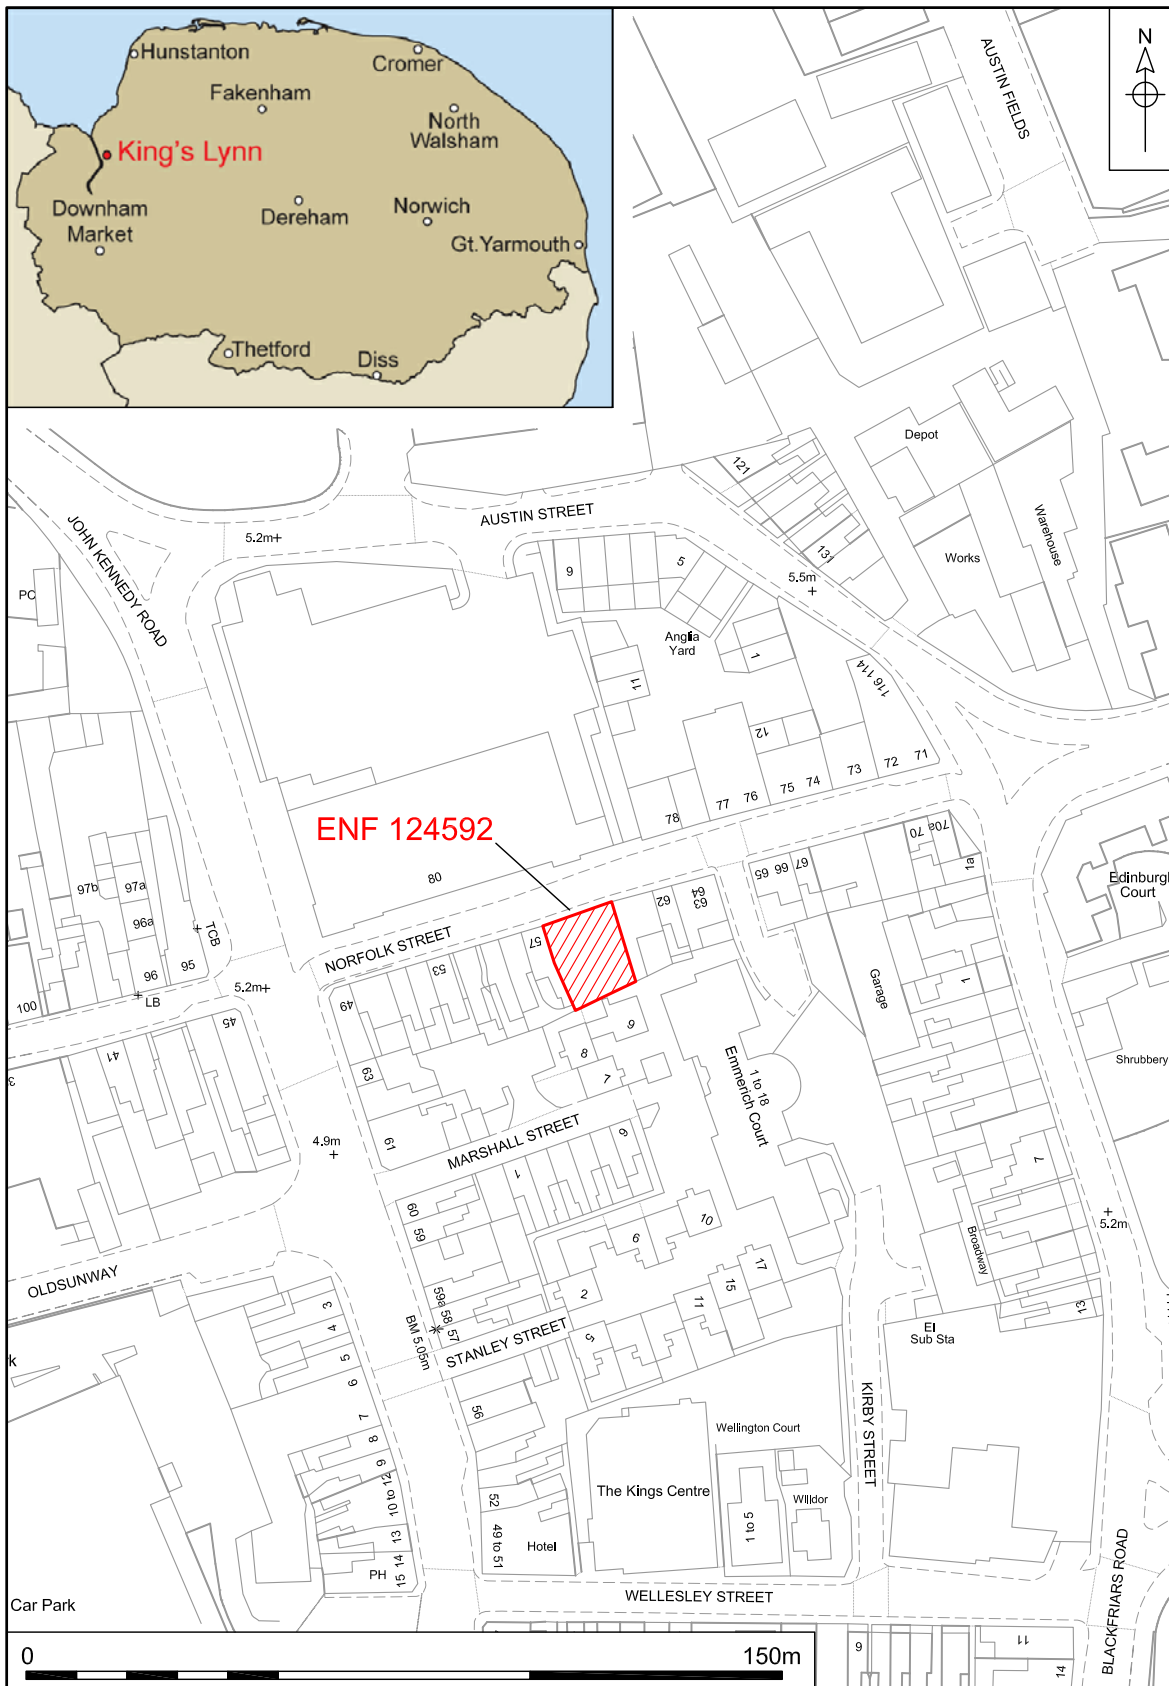 Hunstanton
Cromer
Fakenham
North
Walsham
King's Lynn
Downham
Market
Dereham
Norwich
Gt.Yarmouth
Thetford
Diss
N
AUSTIN FIELDS
Depot
Warehouse
Works
121
131
AUSTIN STREET
5.2m+
JOHN KENNEDY ROAD
PC
9
5
5.5m
+
Anglia
Yard
1
11
116 114
12
71
72
73
74
75
76
77
78
ENF 124592
80
NORFOLK STREET
97b
97a
96a
TCB
96
95
LB
100
5.2m+
45
41
3
49
53
57
62
64
63
65
66
67
70
70a
1a
Edinburgh
Court
Garage
1
Shrubbery
9
8
7
1 to 18
Emmerich Court
63
61
MARSHALL STREET
4.9m
+
1
6
60
59
10
6
2
17
15
11
5
7
Broadway
+
5.2m
13
El
Sub Sta
OLDSUNWAY
59a 58 57
BM 5.05m
STANLEY STREET
3
4
5
6
7
8
9
10 to 12
13
14
15
PH
k
56
52
49 to 51
Hotel
Wellington Court
The Kings Centre
1 to 5
Willdor
KIRBY STREET
WELLESLEY STREET
BLACKFRIARS ROAD
Car Park
9
11
14
0
150m